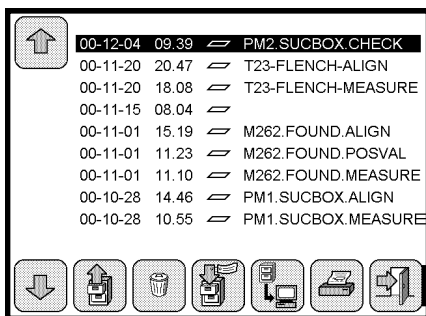 00-12-04 09.39 PM2.SUCBOX.CHECK
00-11-20 20.47 T23-FLENCH-ALIGN
00-11-20 18.08 T23-FLENCH-MEASURE
00-11-15 08.04
00-11-01 15.19 M262.FOUND.ALIGN
00-11-01 11.23 M262.FOUND.POSVAL
00-11-01 11.10 M262.FOUND.MEASURE
00-10-28 14.46 PM1.SUCBOX.ALIGN
00-10-28 10.55 PM1.SUCBOX.MEASURE